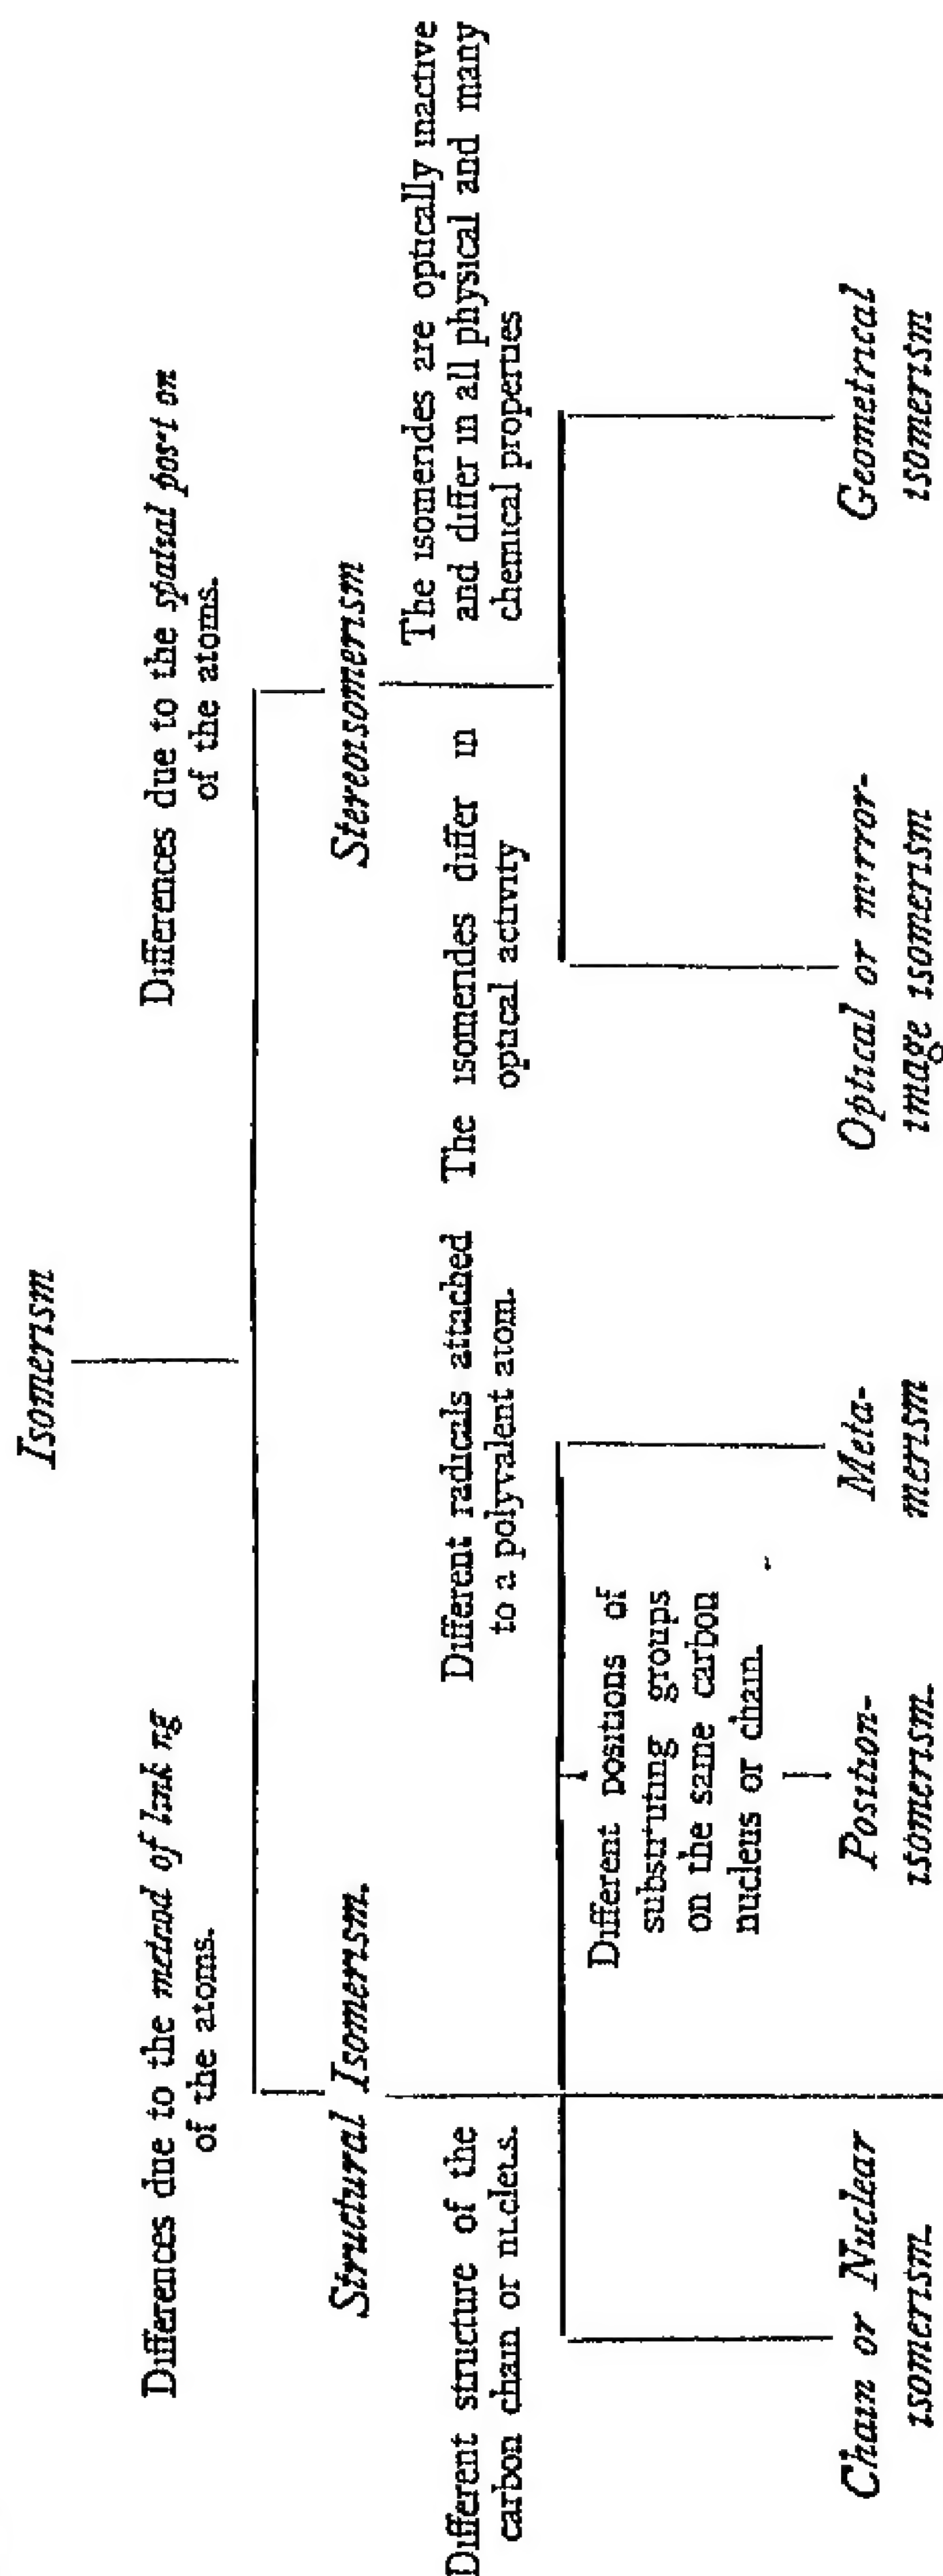 Isomerism
Differences due to the method of linking
of the atoms.
Differences due to the spatial position
of the atoms.
Structural Isomerism.
Stereoisomerism
Different structure of the
carbon chain or nucleus.
Different radicals attached
to a polyvalent atom.
The isomerides differ in
optical activity
The isomerides are optically inactive
and differ in all physical and many
chemical properties
Different positions of
substituting groups
on the same carbon
nucleus or chain.
Chain or Nuclear
isomerism.
Position-
isomerism.
Meta-
merism
Optical or mirror-
image isomerism
Geometrical
isomerism